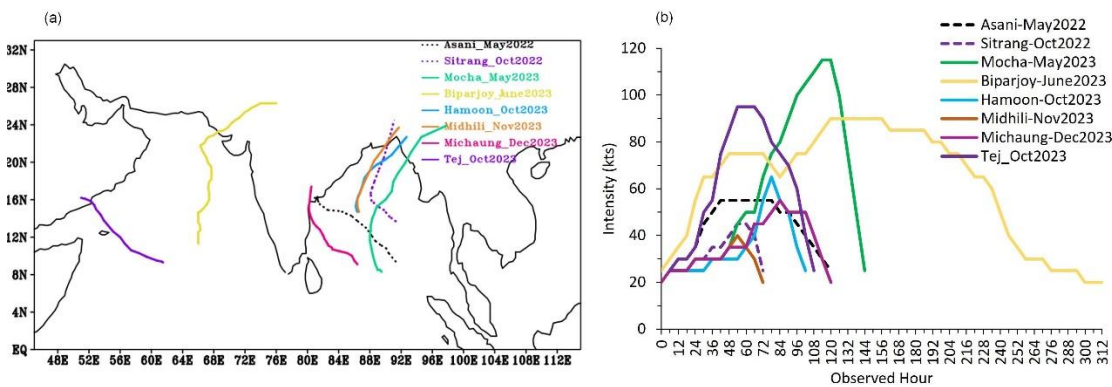 (a)
32N
28N
24N
20N
16N
12N
8N
4N
EQ
48E 52E 56E 60E 64E 68E 72E 76E 80E 84E 88E 92E 96E 100E 104E 108E 112E
Asani_May2022
Sitrang_Oct2022
Mocha_May2023
Biparjoy_June2023
Hamoon_Oct2023
Midhili_Nov2023
Michaung_Dec2023
Tej_Oct2023
(b)
Intensity (kts)
120
100
80
60
40
20
0
0 12 24 36 48 60 72 84 96 108 120 132 144 156 168 180 192 204 216 228 240 252 264 276 288 300 312
Observed Hour
Asani-May2022
Sitrang-Oct2022
Mocha-May2023
Biparjoy-June2023
Hamoon-Oct2023
Midhili-Nov2023
Michaung-Dec2023
Tej_Oct2023